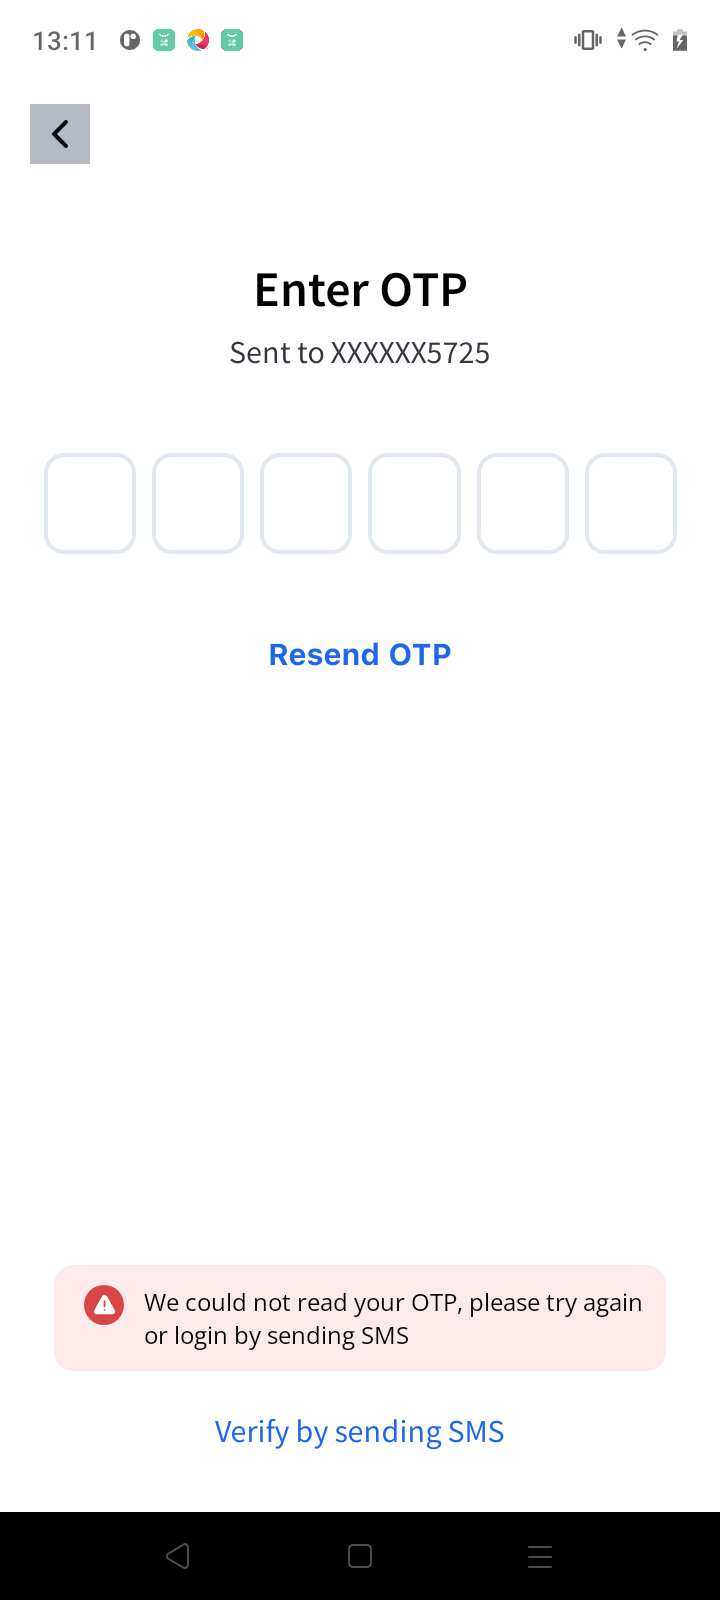 13:11
Enter OTP
Sent to XXXXXX5725
Resend OTP
We could not read your OTP, please try again
or login by sending SMS
Verify by sending SMS